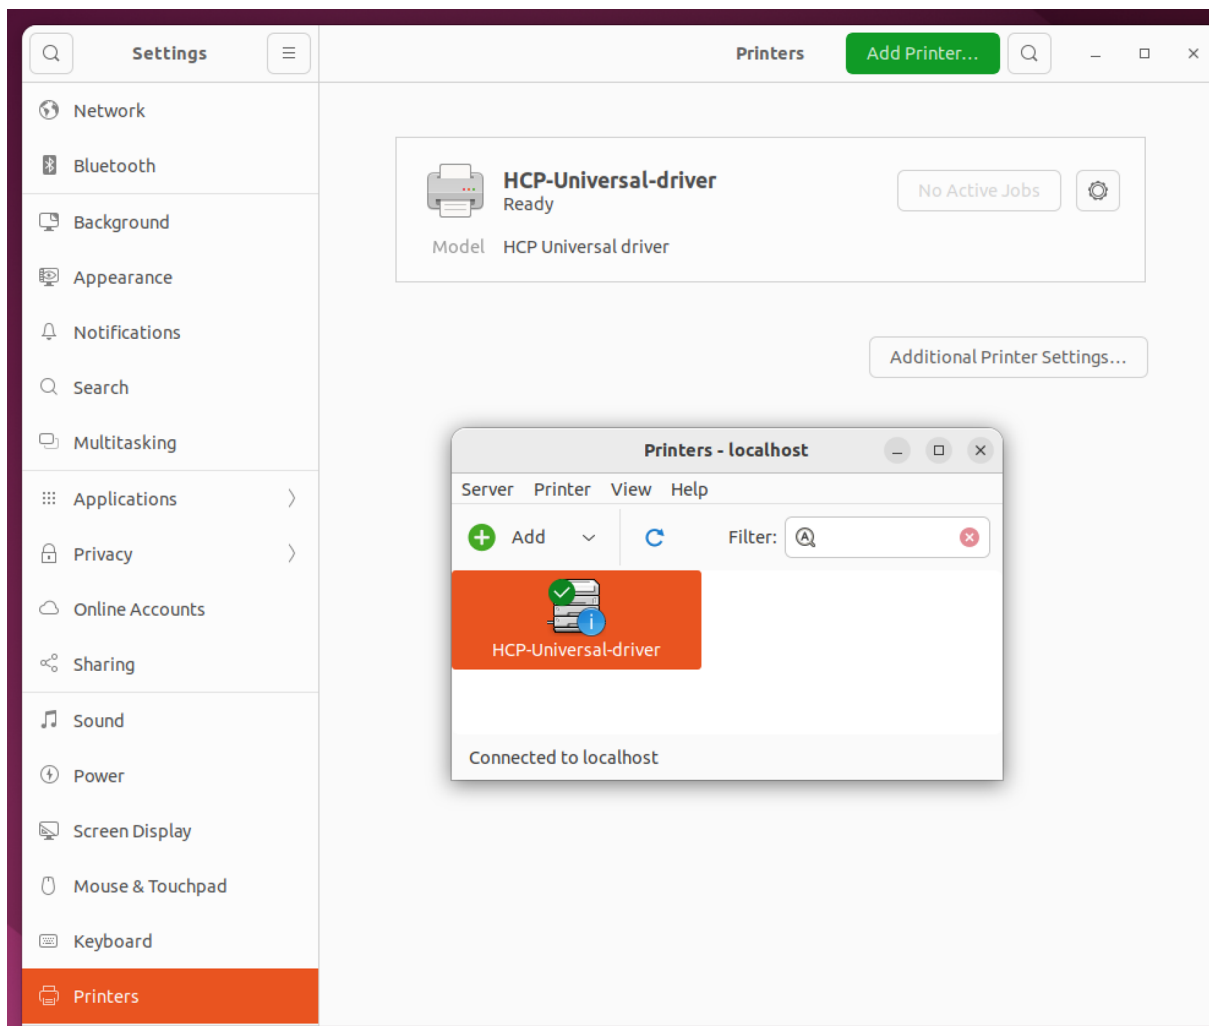 Settings
Printers
Add Printer...
Network
Bluetooth
Background
Appearance
Notifications
Search
Multitasking
Applications
Privacy
Online Accounts
Sharing
Sound
Power
Screen Display
Mouse & Touchpad
Keyboard
Printers
HCP-Universal-driver
Ready
No Active Jobs
Model HCP Universal driver
Additional Printer Settings...
Printers - localhost
Server Printer View Help
Add Filter:
HCP-Universal-driver
Connected to localhost